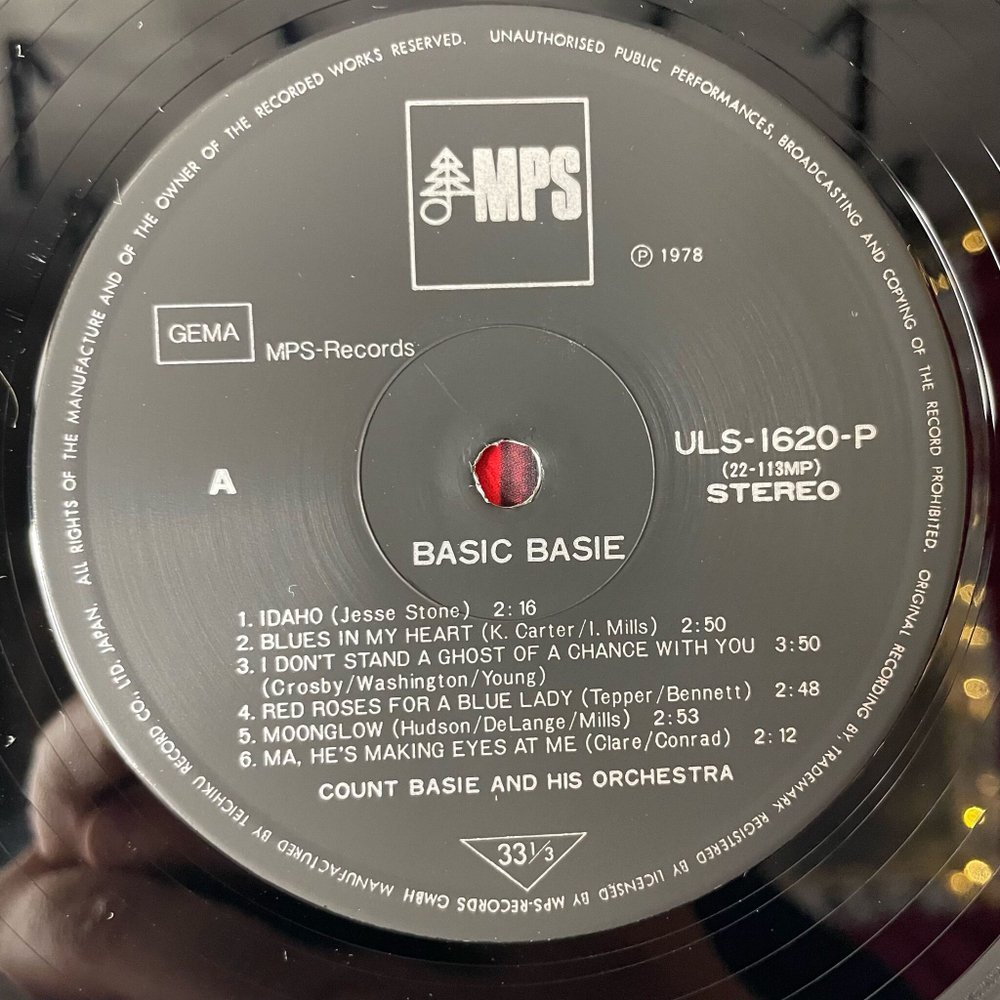 ALL RIGHTS OF THE MANUFACTURE AND OF THE OWNER OF THE RECORDED WORKS RESERVED. UNAUTHORISED PUBLIC PERFORMANCES, BROADCASTING AND COPYING OF THE RECORD PROHIBITED. ORIGINAL RECORDING BY, TRADEMARK REGISTERED BY LICENSED BY MPS-RECORDS GMBH MANUFACTURED BY TEICHIKU RECORD. CO., LTD. JAPAN.
MPS
Ⓟ 1978
GEMA
MPS-Records
ULS-1620-P
(22-113MP)
STEREO
A
BASIC BASIE
1. IDAHO (Jesse Stone) 2:16
2. BLUES IN MY HEART (K. Carter/I. Mills) 2:50
3. I DON'T STAND A GHOST OF A CHANCE WITH YOU 3:50
(Crosby/Washington/Young)
4. RED ROSES FOR A BLUE LADY (Tepper/Bennett) 2:48
5. MOONGLOW (Hudson/DeLange/Mills) 2:53
6. MA, HE'S MAKING EYES AT ME (Clare/Conrad) 2:12
COUNT BASIE AND HIS ORCHESTRA
33⅓